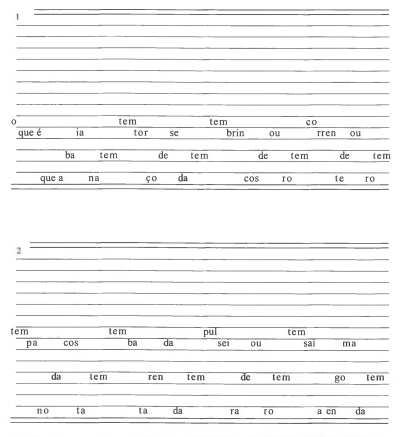 1
o tem tem ço
que é ia tor se brin ou rren ou
ba tem de tem de tem de tem
que a na ço da cos ro te ro
2
tem tem pul tem
pa cos ba da sei ou sai ma
da tem ren tem de tem go tem
no ta ta da ra ro a en da